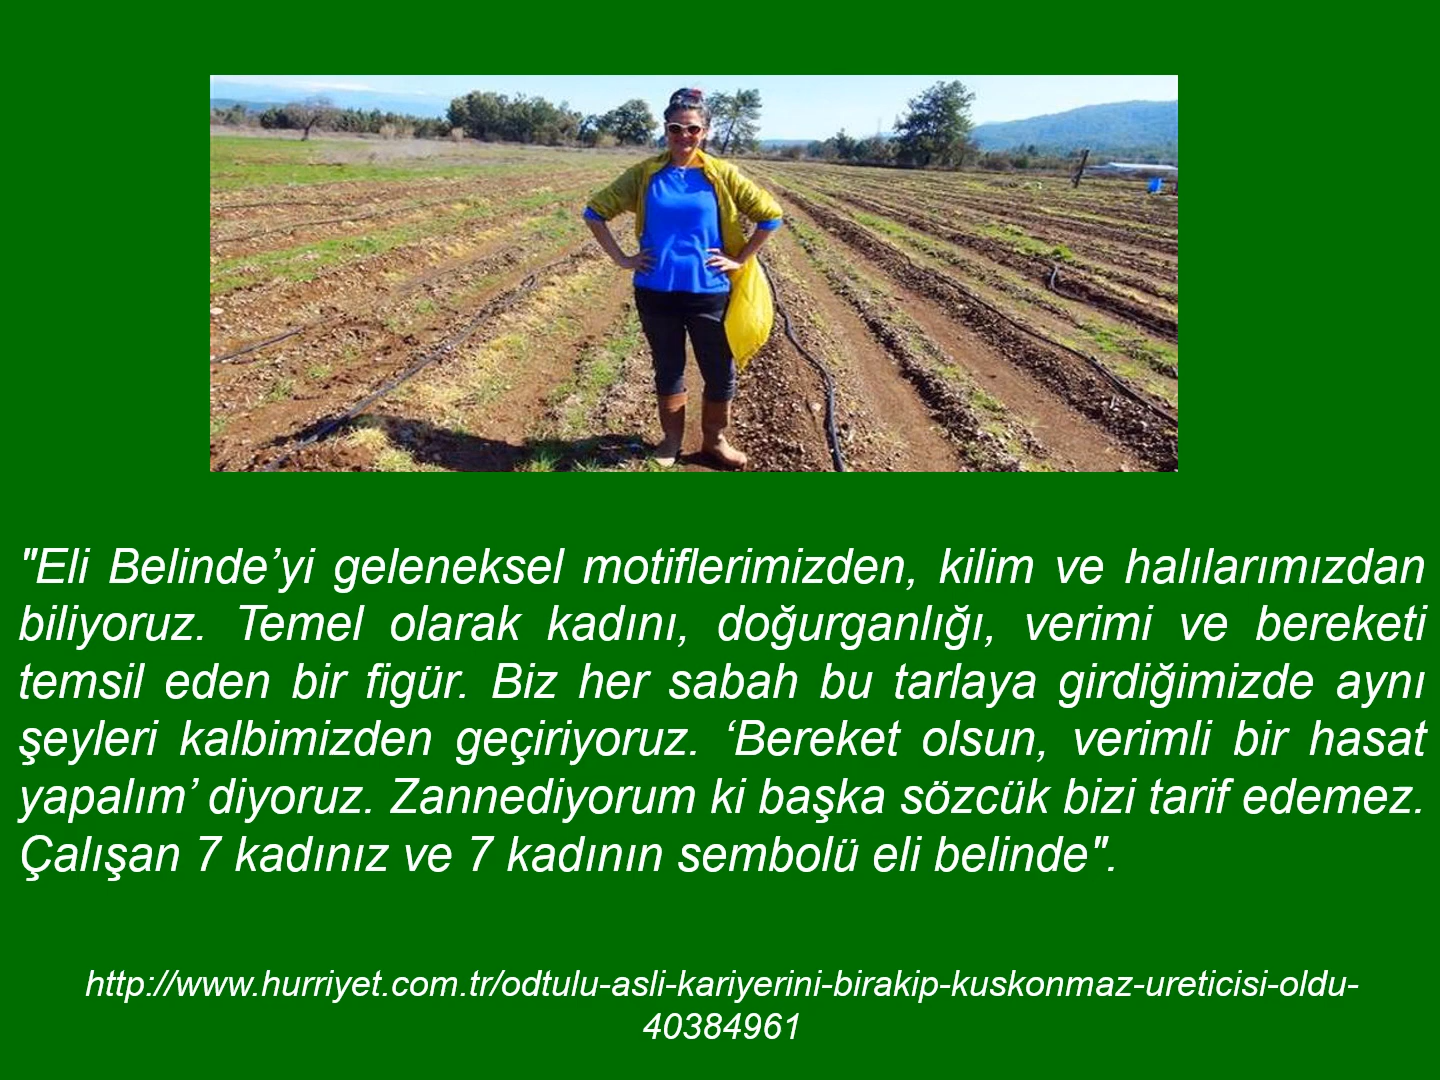 "Eli Belinde’yi geleneksel motiflerimizden, kilim ve halılarımızdan
biliyoruz. Temel olarak kadını, doğurganlığı, verimi ve bereketi
temsil eden bir figür. Biz her sabah bu tarlaya girdiğimizde aynı
şeyleri kalbimizden geçiriyoruz. ‘Bereket olsun, verimli bir hasat
yapalım’ diyoruz. Zannediyorum ki başka sözcük bizi tarif edemez.
Çalışan 7 kadınız ve 7 kadının sembolü eli belinde".
http://www.hurriyet.com.tr/odtulu-asli-kariyerini-birakip-kuskonmaz-ureticisi-oldu-
40384961